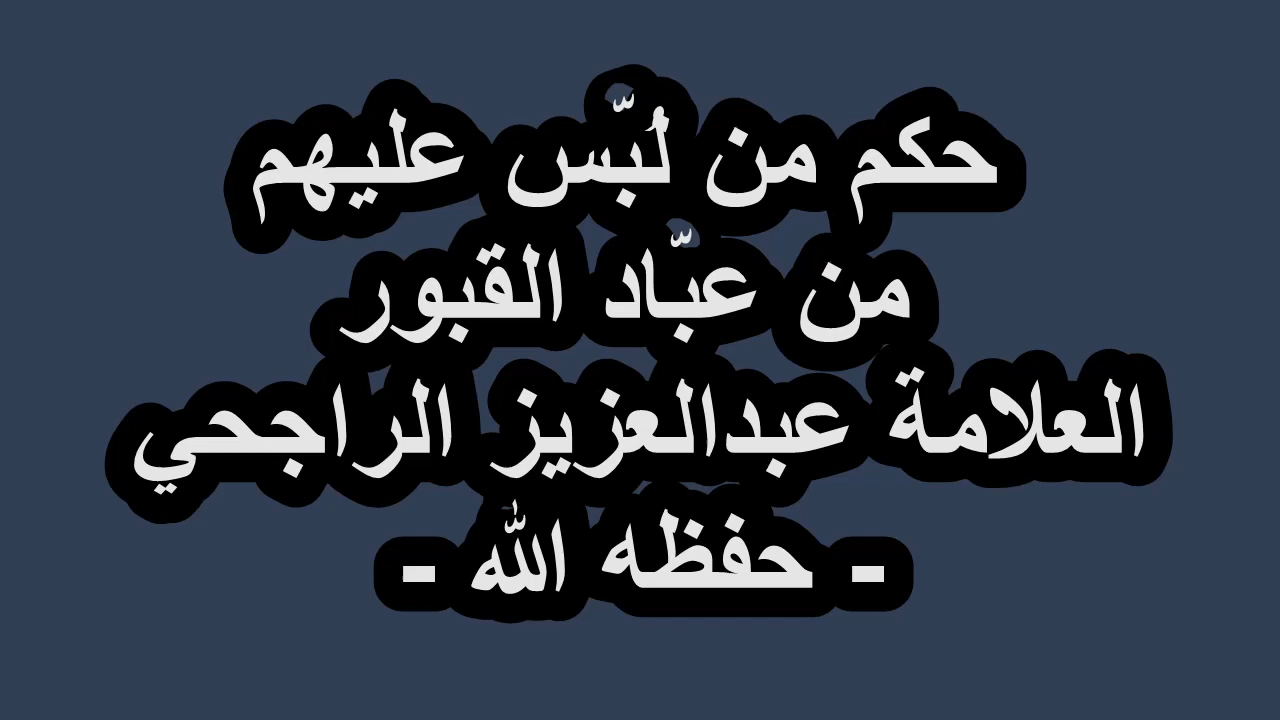 حكم من لُبّس عليهم
من عبّاد القبور
العلامة عبدالعزيز الراجحي
- حفظه الله -